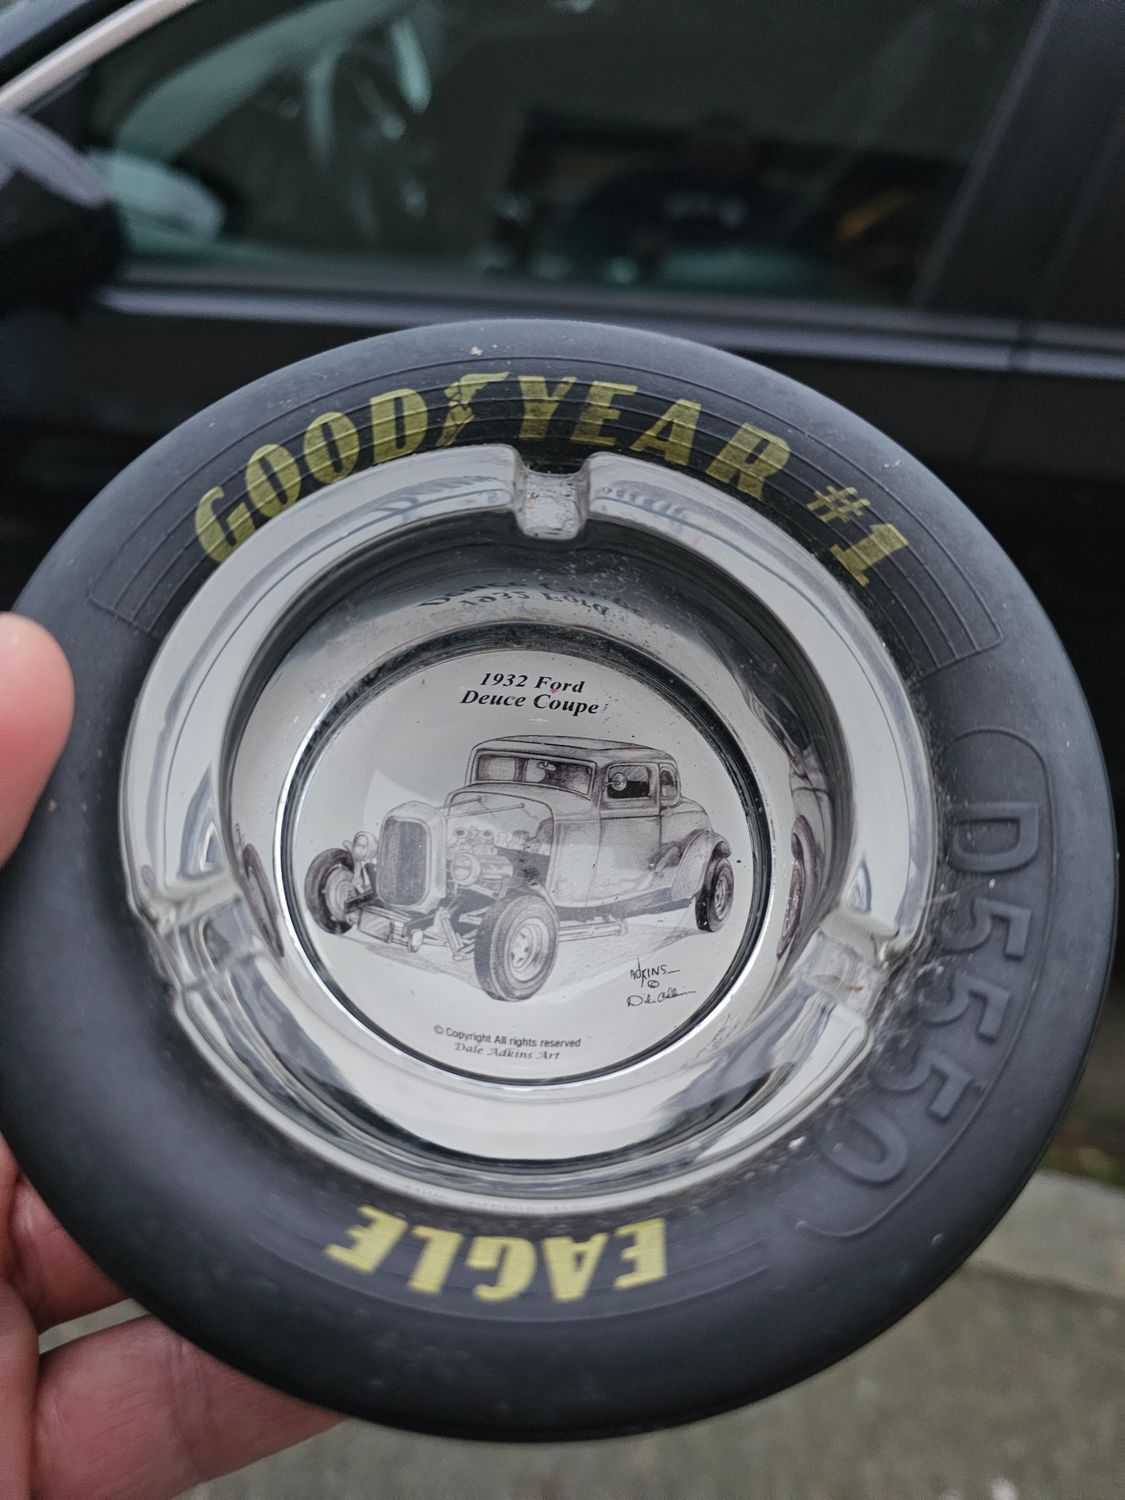 GOODYEAR #1
1932 Ford
Deuce Coupe
ADKINS
©
© Copyright All rights reserved
Dale Adkins Art
D5550
EAGLE